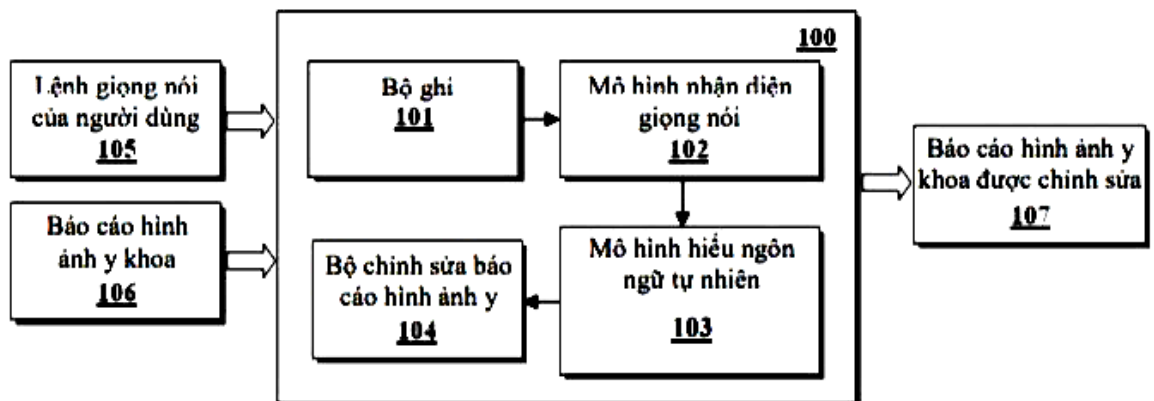 100
Lệnh giọng nói
của người dùng
105
Báo cáo hình
ảnh y khoa
106
Bộ ghi
101
Mô hình nhận diện
giọng nói
102
Mô hình hiểu ngôn
ngữ tự nhiên
103
Bộ chỉnh sửa báo
cáo hình ảnh y
104
Báo cáo hình ảnh y
khoa được chỉnh sửa
107